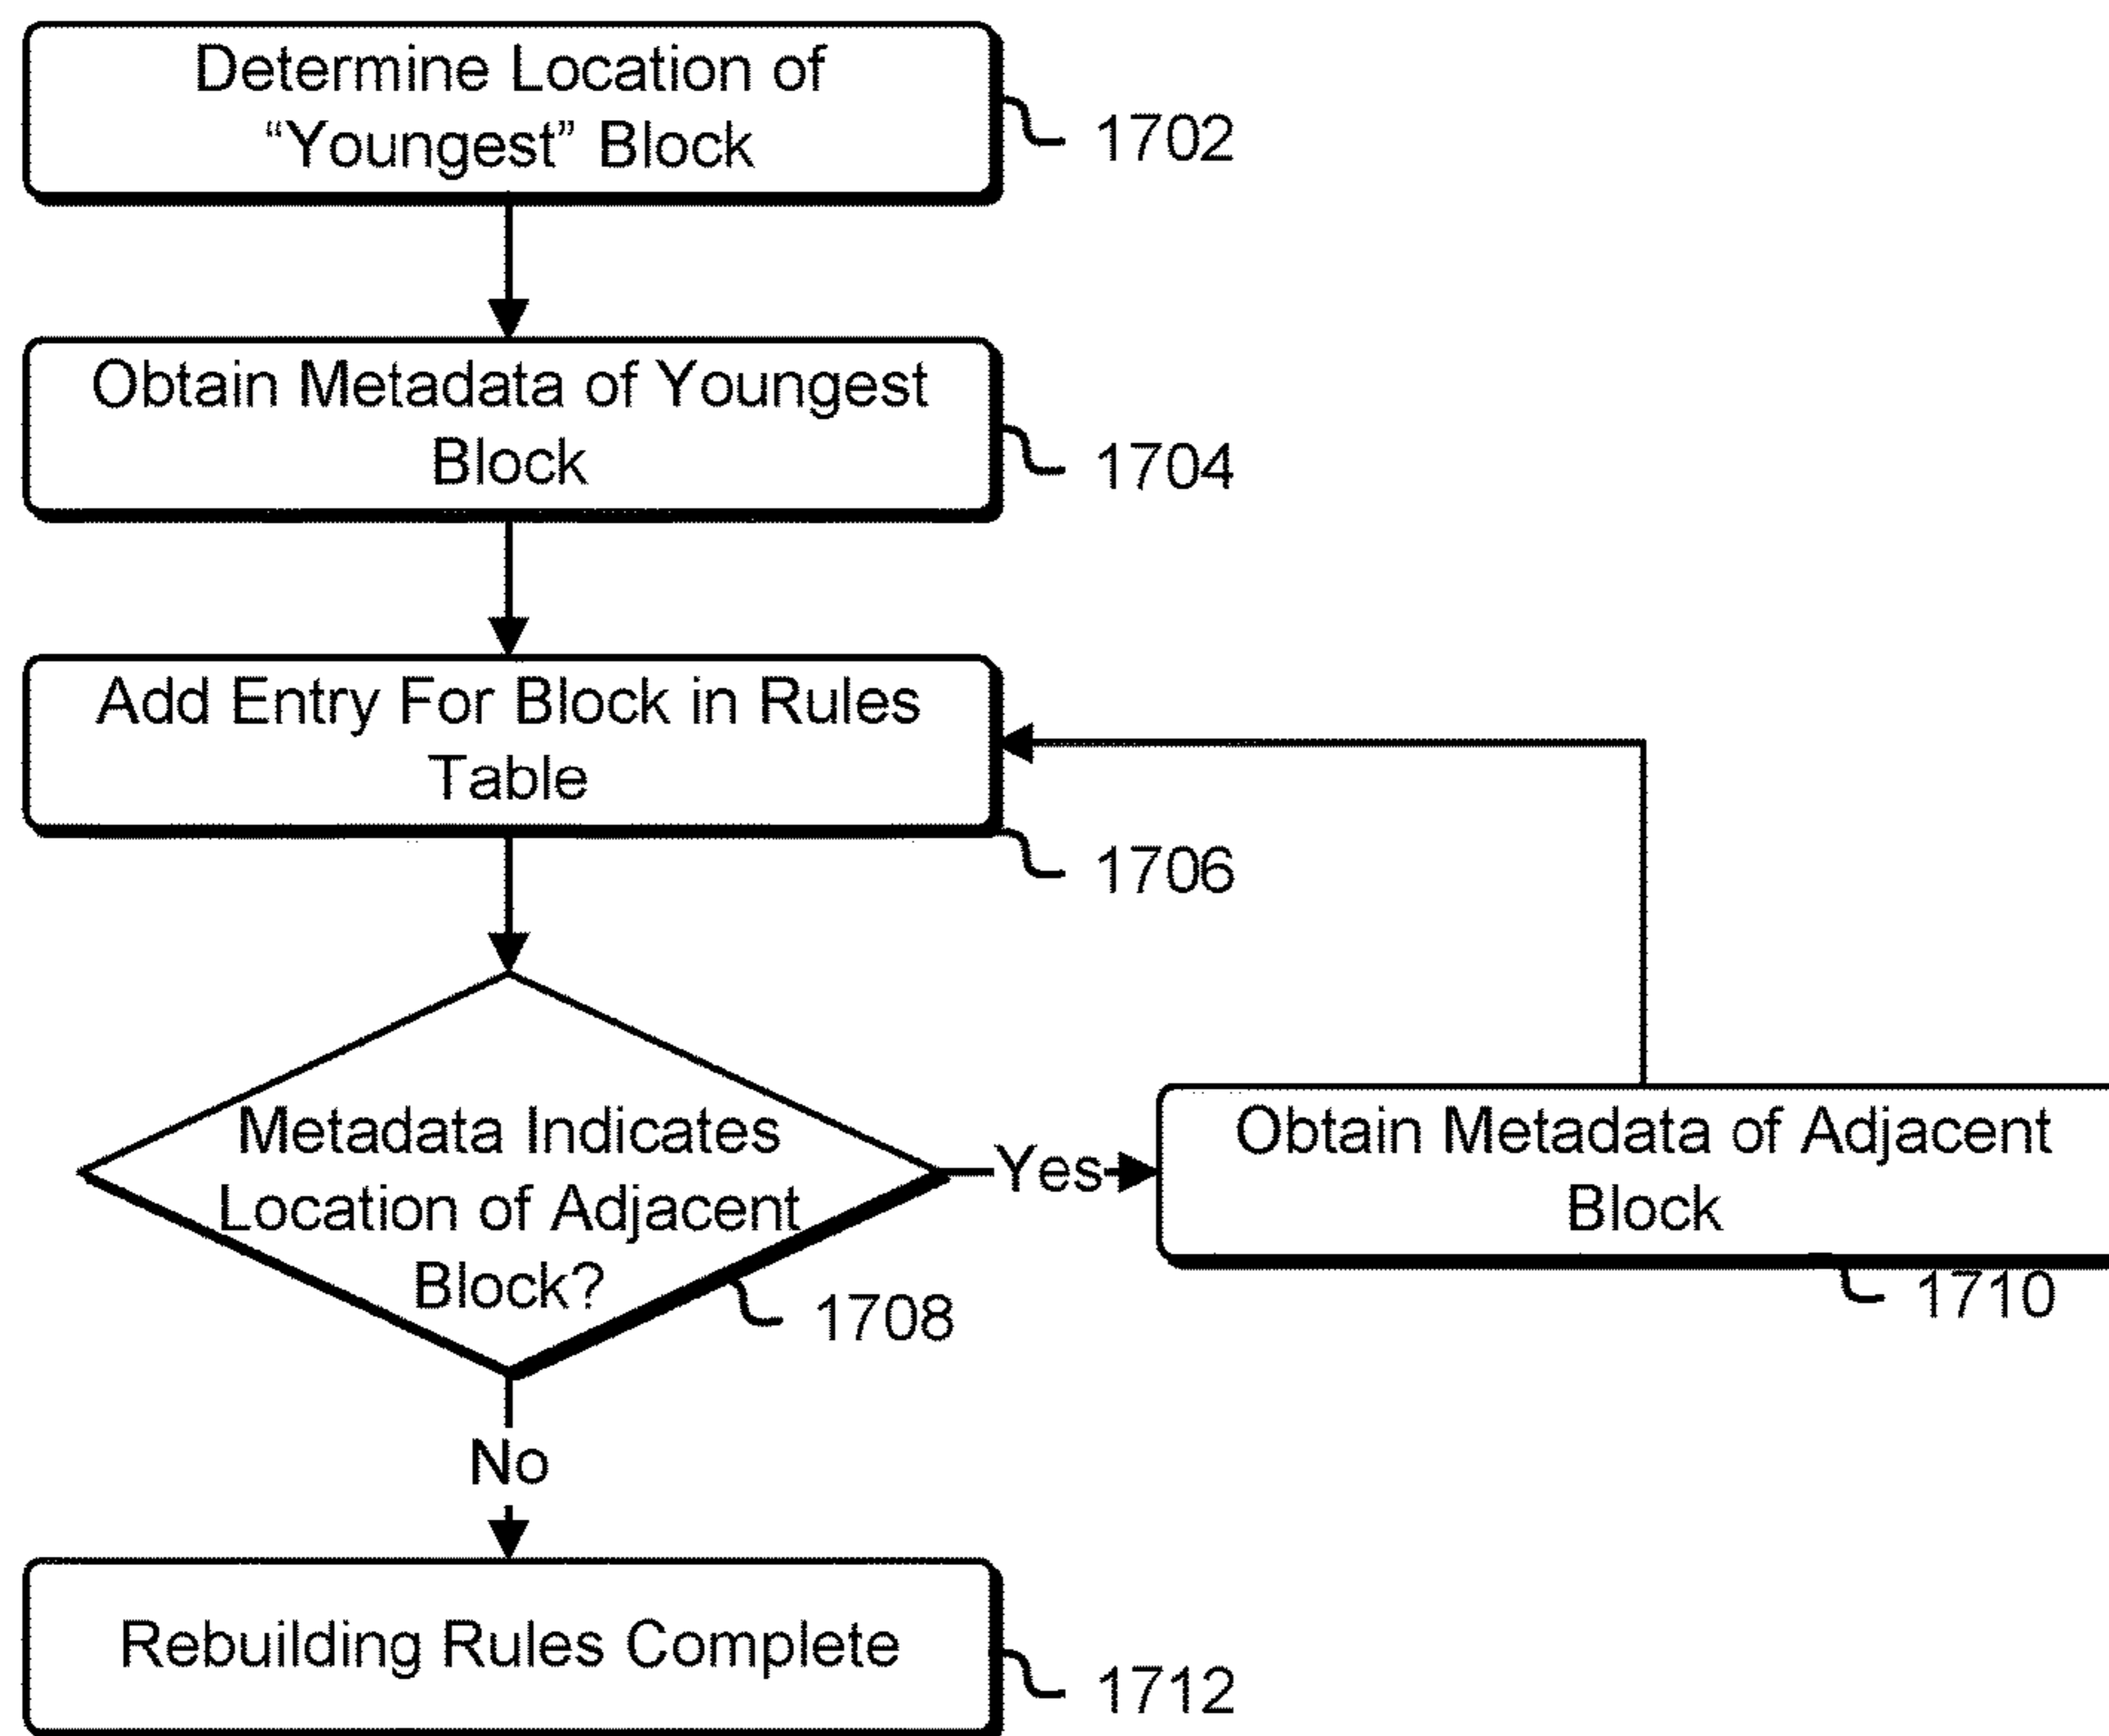 Determine Location of
“Youngest” Block
1702
Obtain Metadata of Youngest
Block
1704
Add Entry For Block in Rules
Table
1706
Metadata Indicates
Location of Adjacent
Block?
1708
Yes
Obtain Metadata of Adjacent
Block
1710
No
Rebuilding Rules Complete
1712